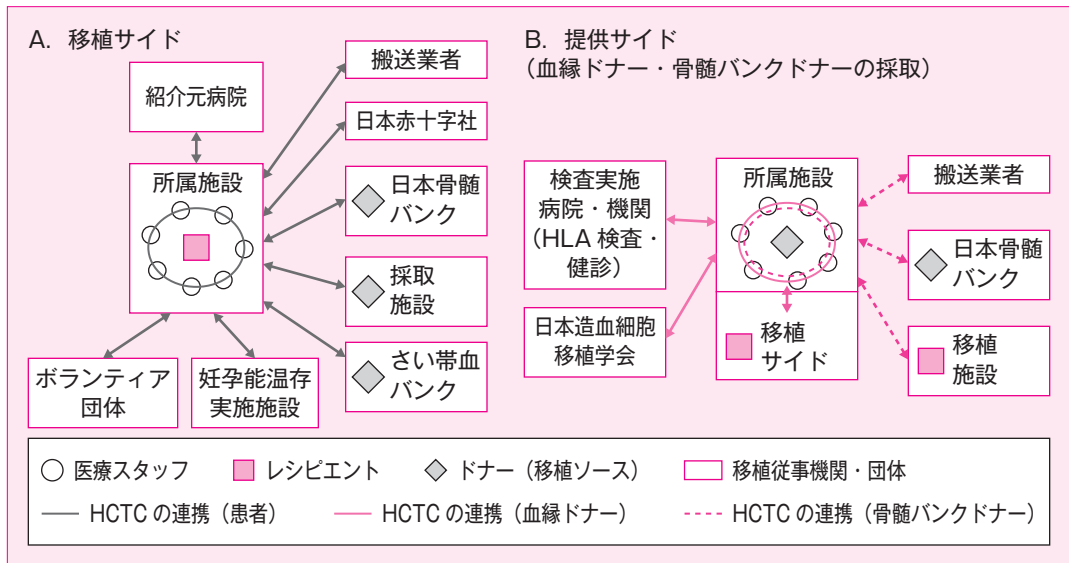 A. 移植サイド
紹介元病院
所属施設
搬送業者
日本赤十字社
日本骨髄
バンク
採取
施設
さい帯血
バンク
ボランティア
団体
妊孕能温存
実施施設
B. 提供サイド
（血縁ドナー・骨髄バンクドナーの採取）
検査実施
病院・機関
（HLA 検査・
健診）
日本造血細胞
移植学会
所属施設
移植
サイド
搬送業者
日本骨髄
バンク
移植
施設
医療スタッフ
レシピエント
ドナー（移植ソース）
移植従事機関・団体
HCTC の連携（患者）
HCTC の連携（血縁ドナー）
HCTC の連携（骨髄バンクドナー）